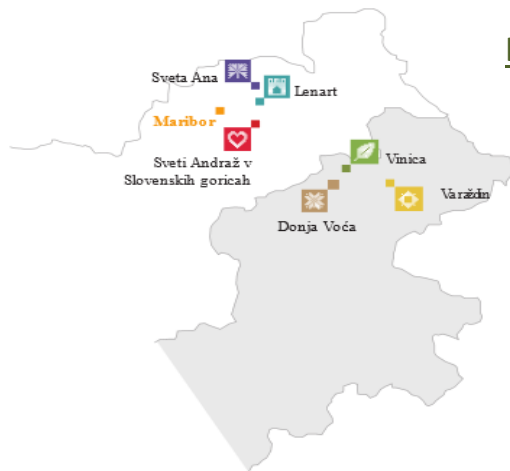 Sveta Ana
Lenart
Maribor
Sveti Andraž v
Slovenskih goricah
Vinica
Varaždin
Donja Voća